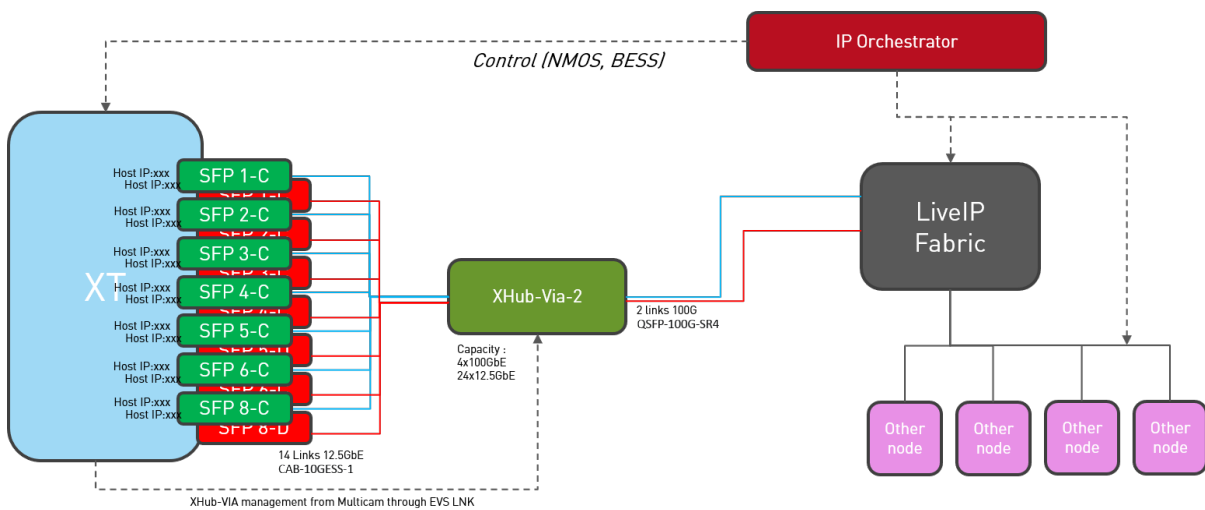 IP Orchestrator
Control (NMOS, BESS)
XT
Host IP:xxx
Host IP:xxx
SFP 1-C
Host IP:xxx
Host IP:xxx
SFP 2-C
Host IP:xxx
Host IP:xxx
SFP 3-C
Host IP:xxx
Host IP:xxx
SFP 4-C
Host IP:xxx
Host IP:xxx
SFP 5-C
Host IP:xxx
Host IP:xxx
SFP 6-C
Host IP:xxx
Host IP:xxx
SFP 8-C
SFP 8-D
14 Links 12.5GbE
CAB-10GESS-1
XHub-VIA management from Multicam through EVS LNK
XHub-Via-2
Capacity :
4x100GbE
24x12.5GbE
2 links 100G
QSFP-100G-SR4
LiveIP
Fabric
Other
node
Other
node
Other
node
Other
node